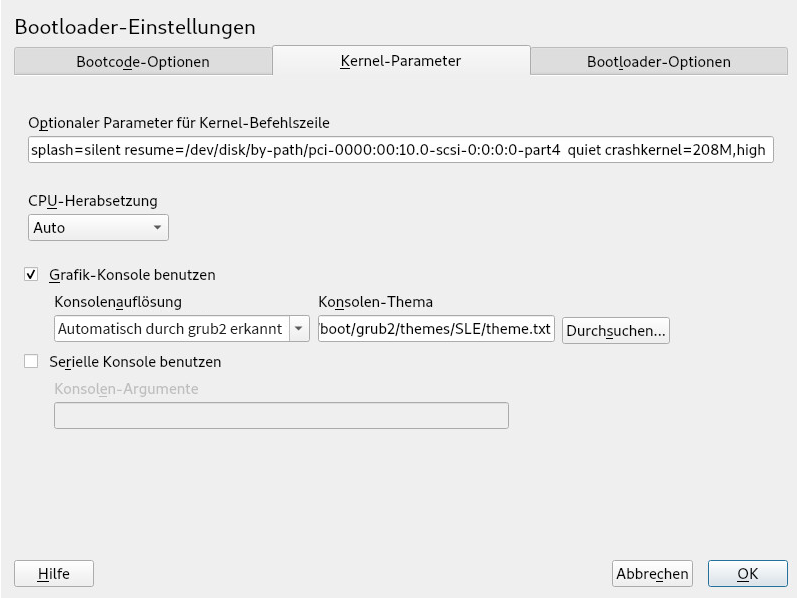 Bootloader-Einstellungen
Bootcode-Optionen Kernel-Parameter Bootloader-Optionen
Optionaler Parameter für Kernel-Befehlszeile
splash=silent resume=/dev/disk/by-path/pci-0000:00:10.0-scsi-0:0:0:0-part4 quiet crashkernel=208M,high
CPU-Herabsetzung
Auto
Grafik-Konsole benutzen
Konsolenauflösung Konsolen-Thema
Automatisch durch grub2 erkannt /boot/grub2/themes/SLE/theme.txt Durchsuchen...
Serielle Konsole benutzen
Konsolen-Argumente
Hilfe Abbrechen OK